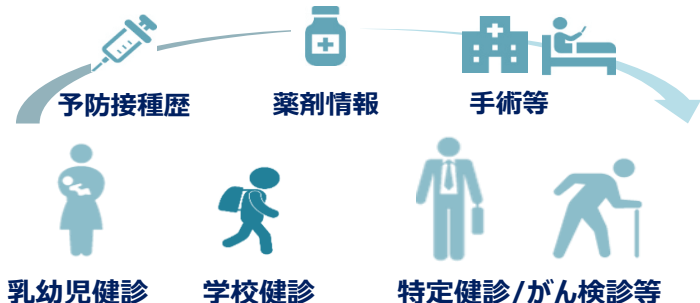 予防接種歴
薬剤情報
手術等
乳幼児健診
学校健診
特定健診/がん検診等